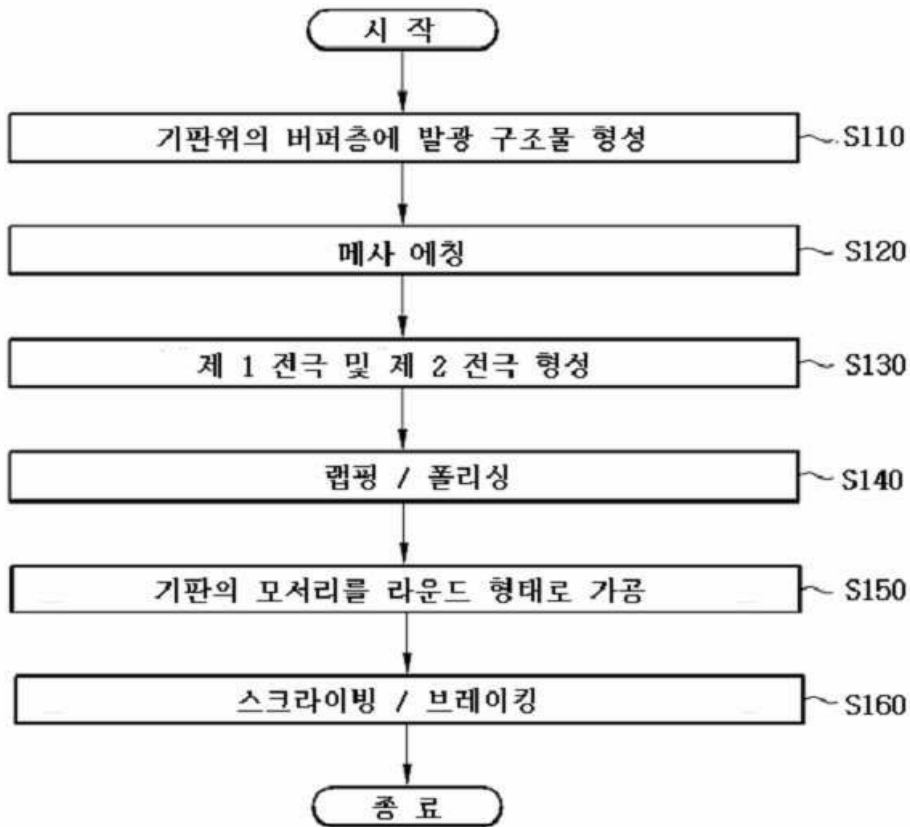 시 작
기판위의 버퍼층에 발광 구조물 형성 S110
메사 에칭 S120
제 1 전극 및 제 2 전극 형성 S130
랩핑 / 폴리싱 S140
기판의 모서리를 라운드 형태로 가공 S150
스크라이빙 / 브레이킹 S160
종 료